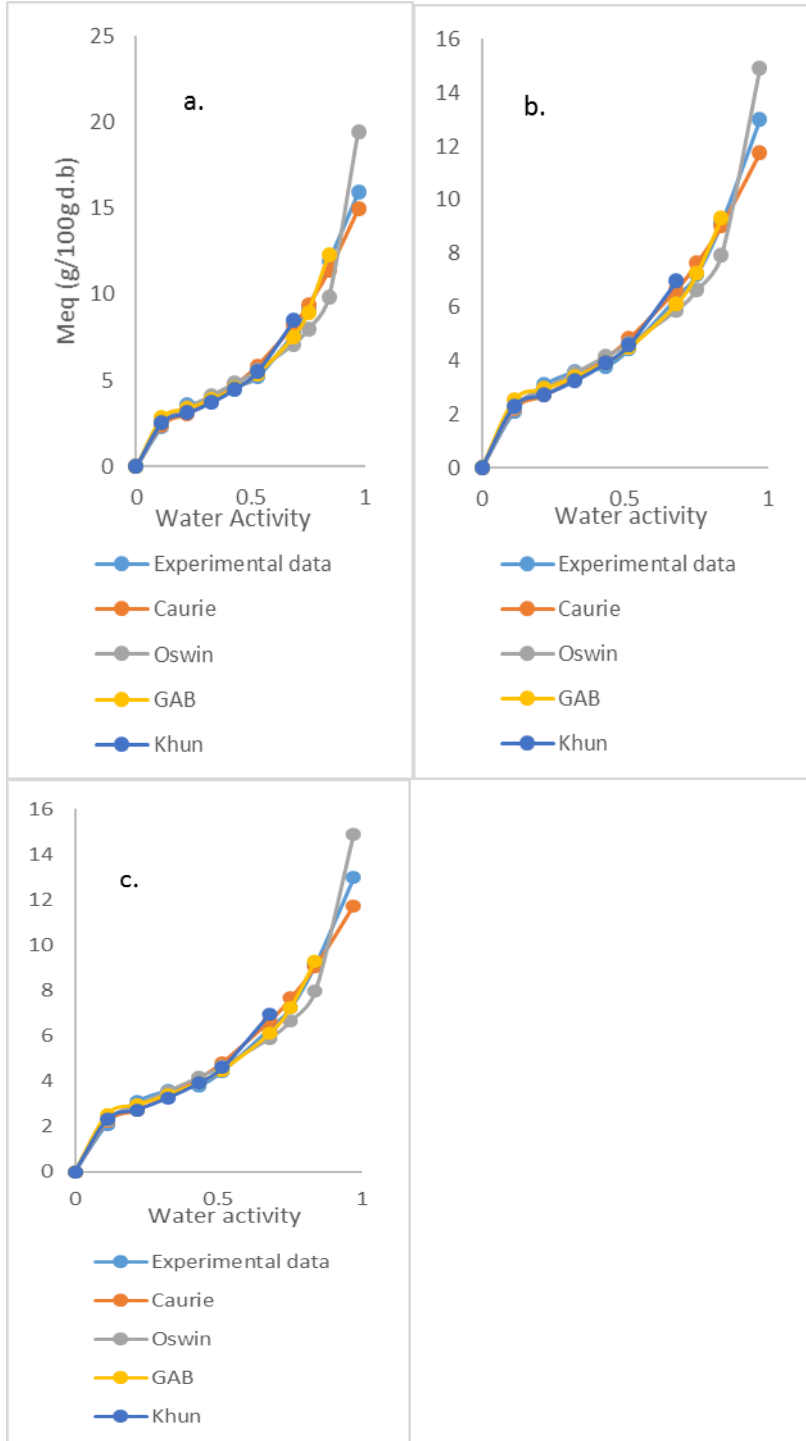 25
20
15
10
5
0
a.
Meq (g/100g d.b)
0 0.5 1
Water Activity
Experimental data
Caurie
Oswin
GAB
Khun
16
14
12
10
8
6
4
2
0
b.
0 0.5 1
Water activity
Experimental data
Caurie
Oswin
GAB
Khun
16
14
12
10
8
6
4
2
0
c.
0 0.5 1
Water activity
Experimental data
Caurie
Oswin
GAB
Khun